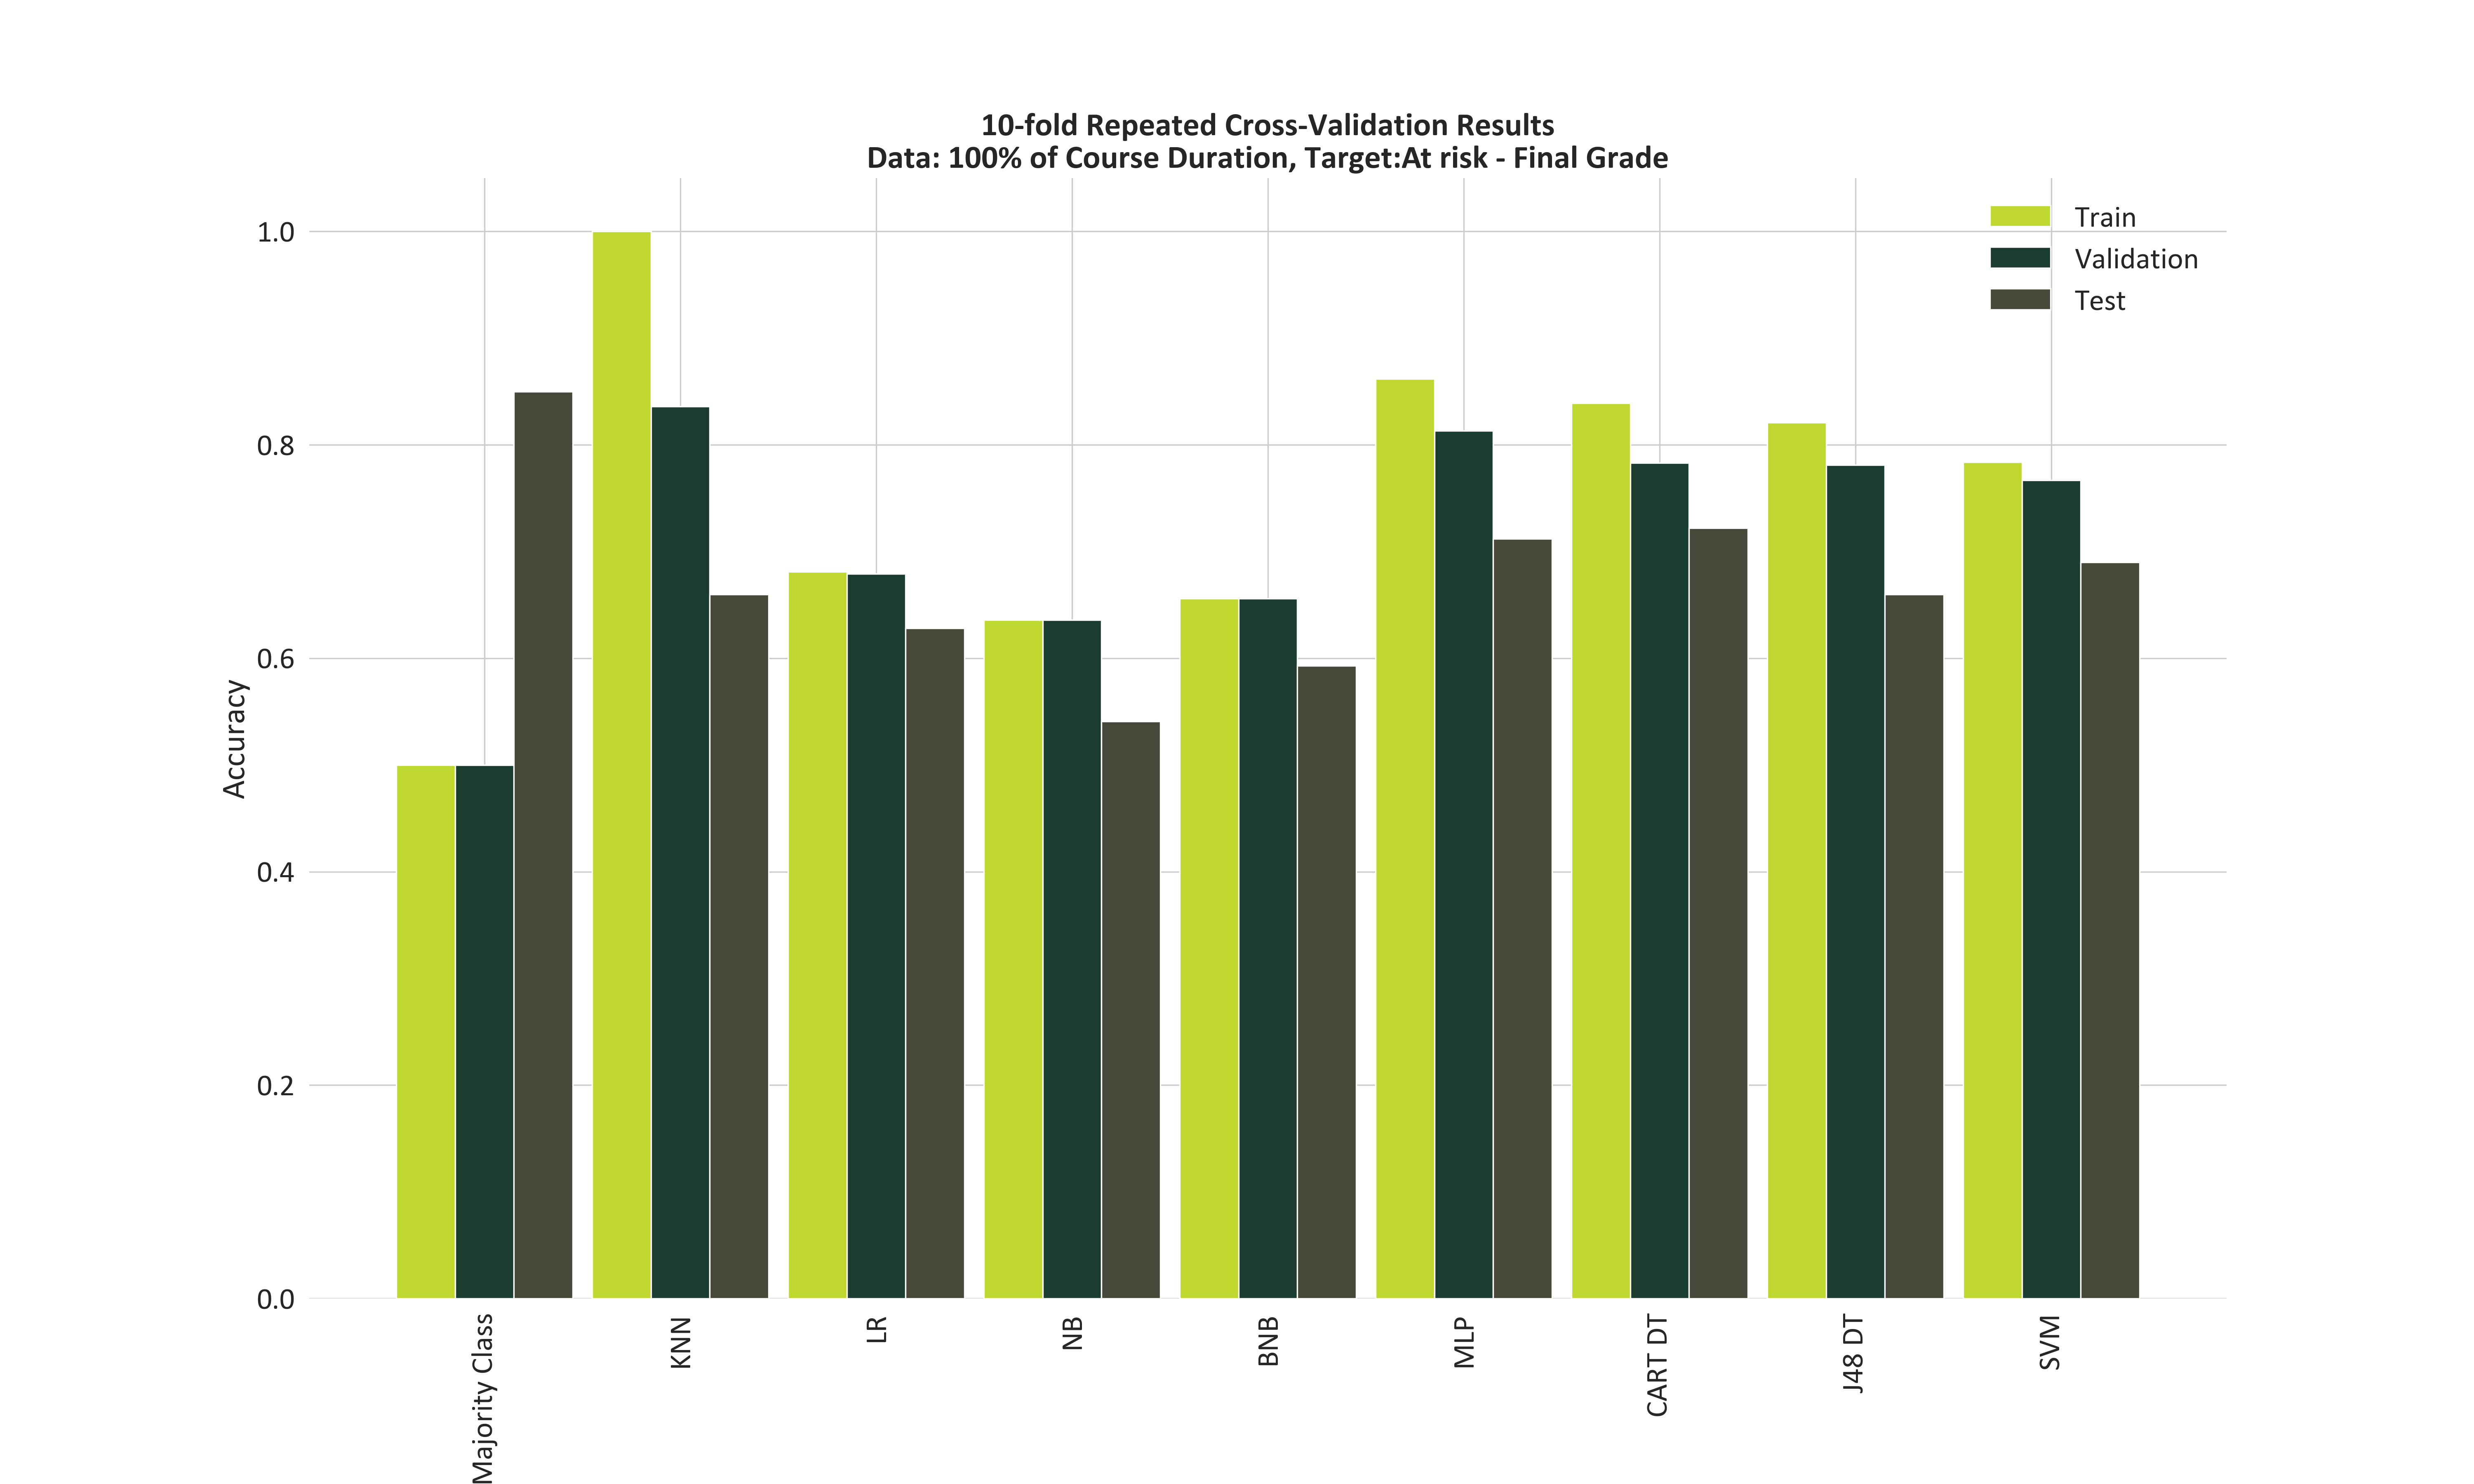 10-fold Repeated Cross-Validation Results
Data: 100% of Course Duration, Target:At risk - Final Grade
Train
Validation
Test
Accuracy
1.0
0.8
0.6
0.4
0.2
0.0
Majority Class
KNN
LR
NB
BNB
MLP
CART DT
J48 DT
SVM